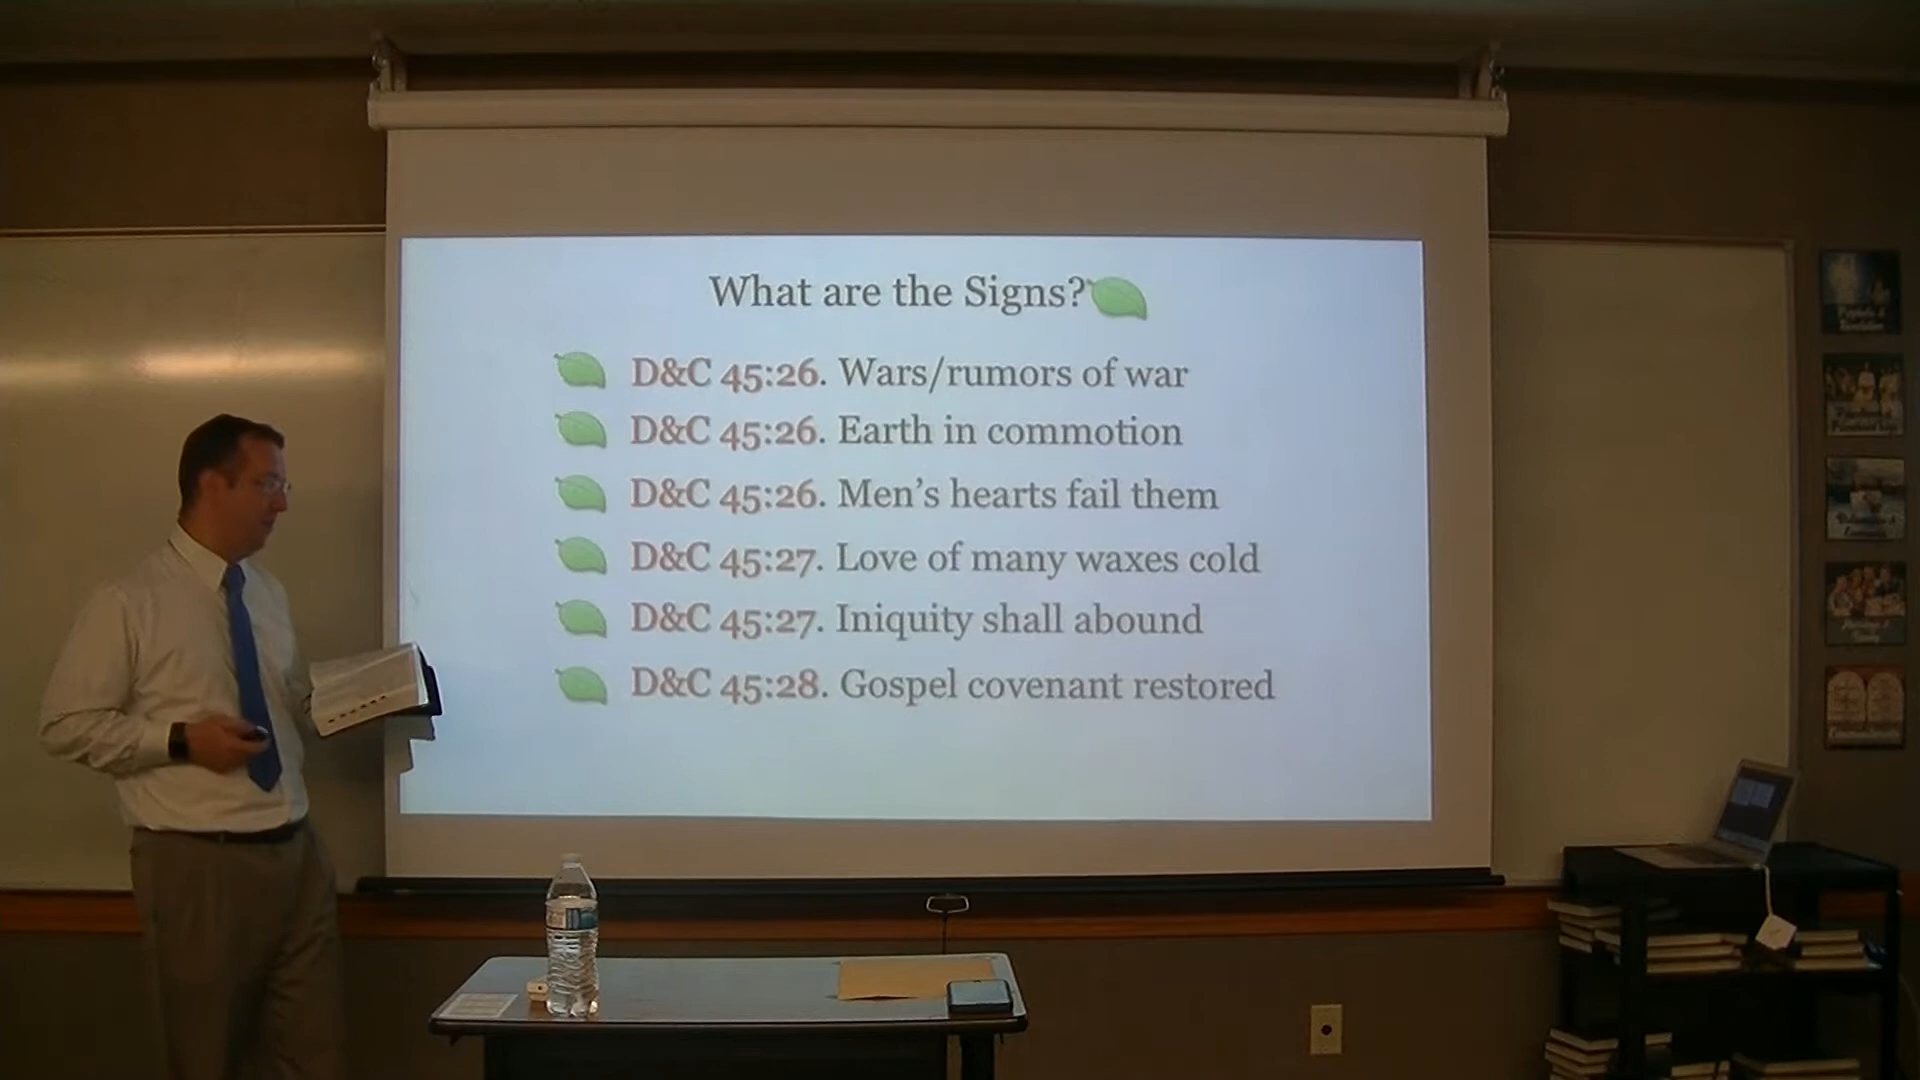 What are the Signs?
D&C 45:26. Wars/rumors of war
D&C 45:26. Earth in commotion
D&C 45:26. Men's hearts fail them
D&C 45:27. Love of many waxes cold
D&C 45:27. Iniquity shall abound
D&C 45:28. Gospel covenant restored